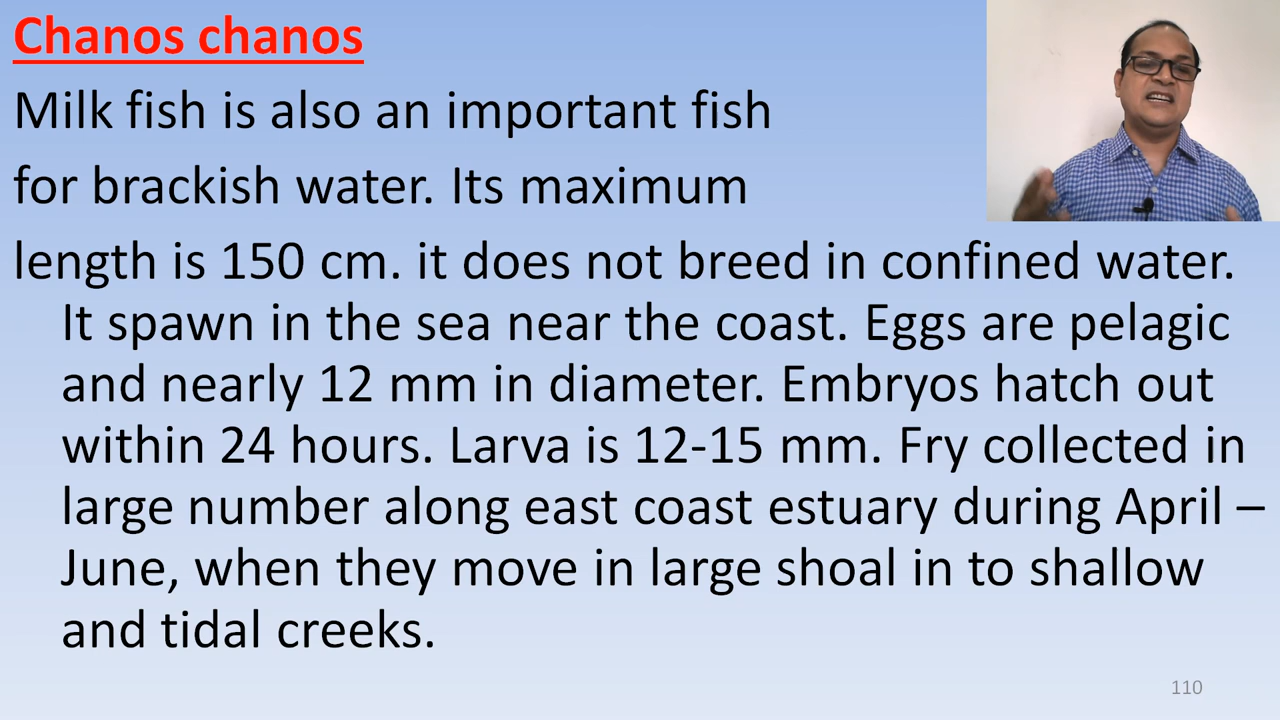 Chanos chanos
Milk fish is also an important fish
for brackish water. Its maximum
length is 150 cm. it does not breed in confined water.
It spawn in the sea near the coast. Eggs are pelagic
and nearly 12 mm in diameter. Embryos hatch out
within 24 hours. Larva is 12-15 mm. Fry collected in
large number along east coast estuary during April –
June, when they move in large shoal in to shallow
and tidal creeks.
110